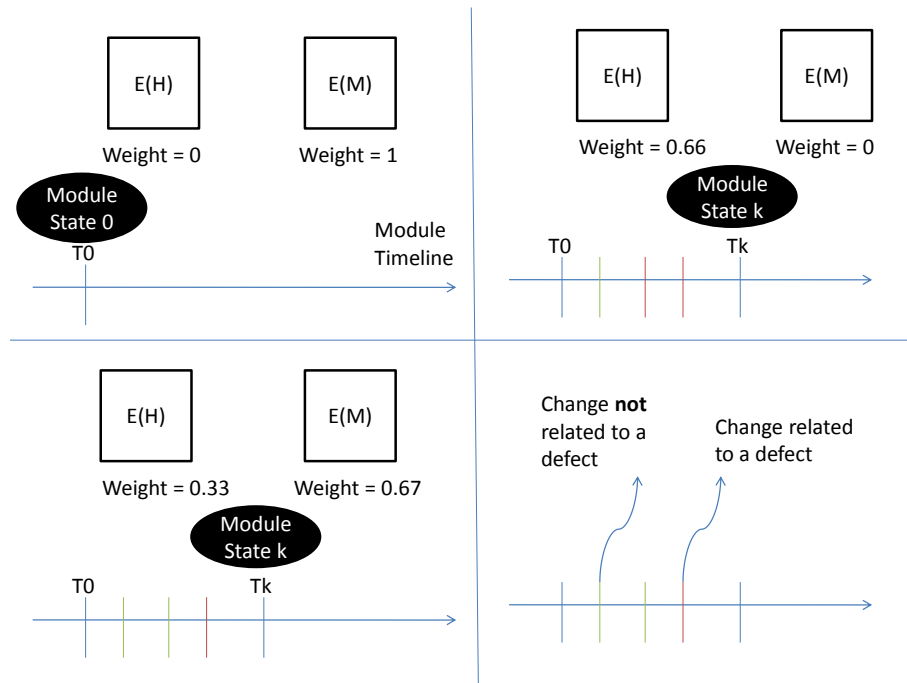 E(H)
E(M)
Weight = 0
Weight = 1
Module
State 0
T0
Module
Timeline
E(H)
E(M)
Weight = 0.66
Weight = 0
Module
State k
T0
Tk
E(H)
E(M)
Weight = 0.33
Weight = 0.67
Module
State k
T0
Tk
Change not
related to a
defect
Change related
to a defect